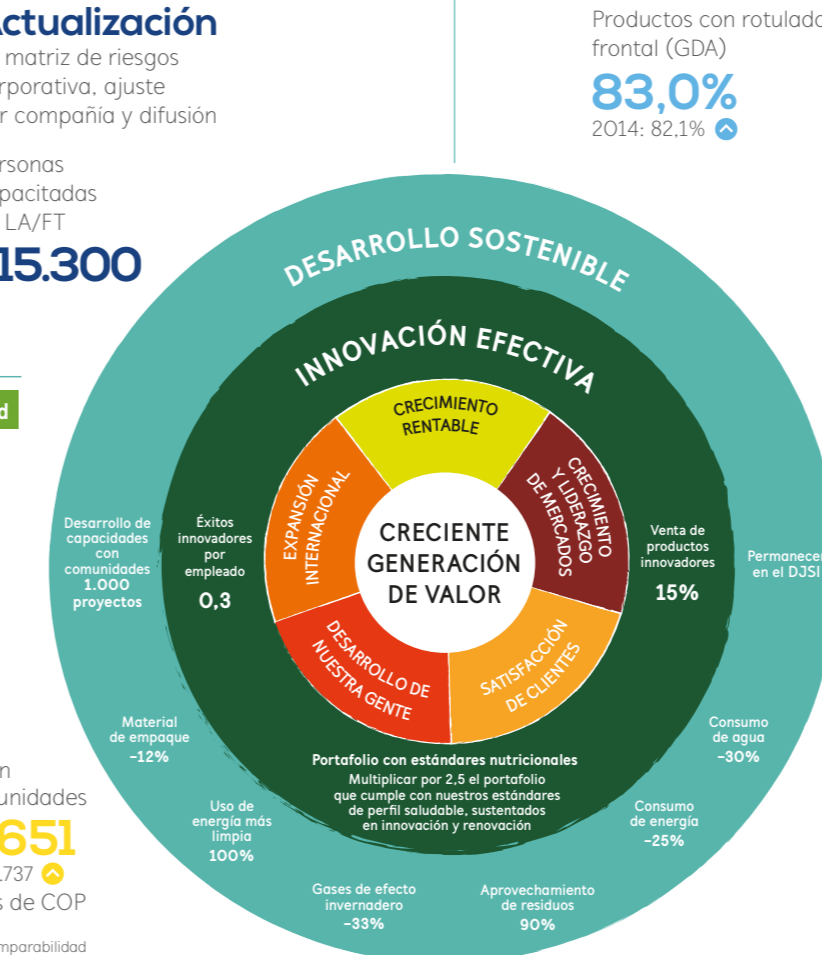 Actualización
matriz de riesgos
ajuste
compañía y difusión
capacitadas
LA/FT
15.300
Productos con rotulado
frontal (GDA)
83,0%
2014: 82,1%
DESARROLLO SOSTENIBLE
INNOVACIÓN EFECTIVA
CRECIMIENTO
RENTABLE
EXPANSIÓN
INTERNACIONAL
CRECIMIENTO
Y LIDERAZGO
DE MERCADOS
CRECIENTE
GENERACIÓN
DE VALOR
DESARROLLO DE
NUESTRA GENTE
SATISFACCIÓN
DE CLIENTES
Desarrollo de
capacidades
con
comunidades
1.000
proyectos
Éxitos
innovadores
por
empleado
0,3
Venta de
productos
innovadores
15%
Permanecer
en el DJSI
Material
de empaque
-12%
Consumo
de agua
-30%
Portafolio con estándares nutricionales
Multiplicar por 2,5 el portafolio
que cumple con nuestros estándares
de perfil saludable, sustentados
en innovación y renovación
Uso de
energía más
limpia
100%
Consumo
de energía
-25%
Gases de efecto
invernadero
-33%
Aprovechamiento
de residuos
90%
651
737
de COP